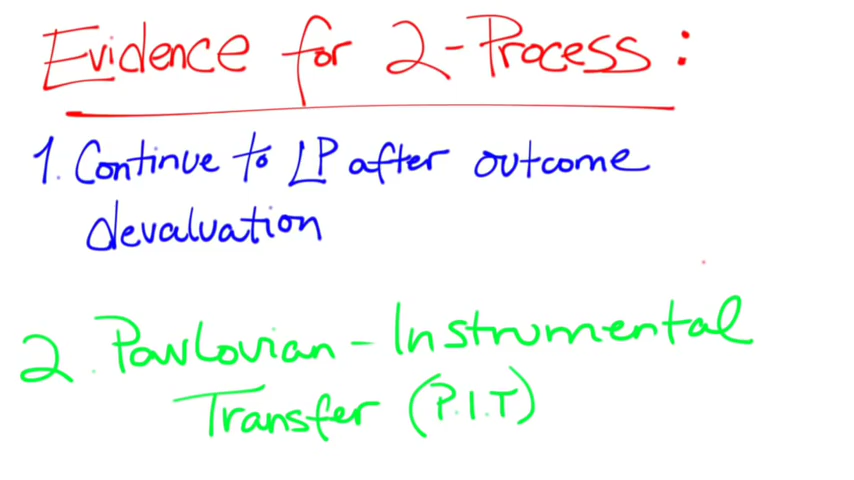 Evidence for 2-Process:
1. Continue to LP after outcome
devaluation
2. Pavlovian-Instrumental
Transfer (P.I.T)